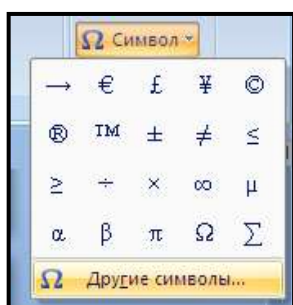 Ω Символ
→ € £ ¥ ©
® ™ ± ≠ ≤
≥ ÷ × ∞ µ
α β π Ω Σ
Ω Другие символы...